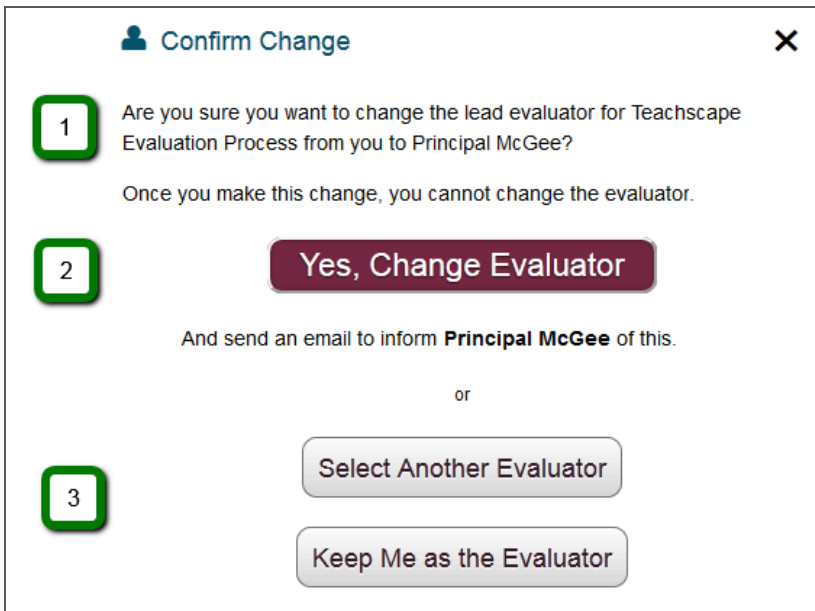 Confirm Change
1
Are you sure you want to change the lead evaluator for Teachscape
Evaluation Process from you to Principal McGee?
Once you make this change, you cannot change the evaluator.
2
Yes, Change Evaluator
And send an email to inform Principal McGee of this.
or
3
Select Another Evaluator
Keep Me as the Evaluator